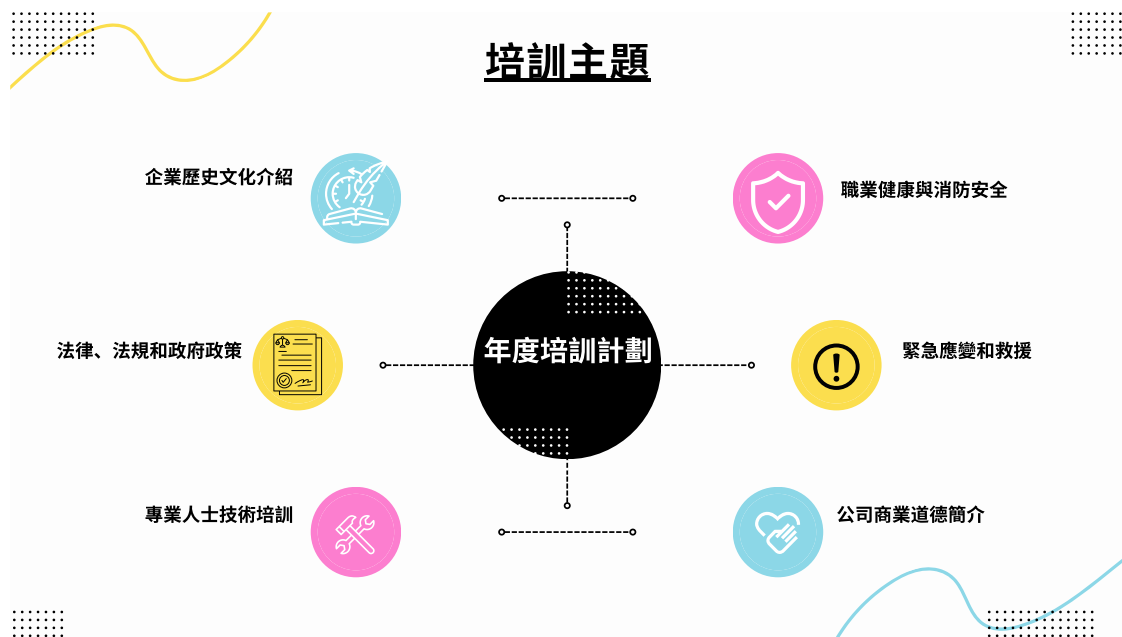 培訓主題
企業歷史文化介紹
職業健康與消防安全
法律、法規和政府政策
年度培訓計劃
緊急應變和救援
專業人士技術培訓
公司商業道德簡介